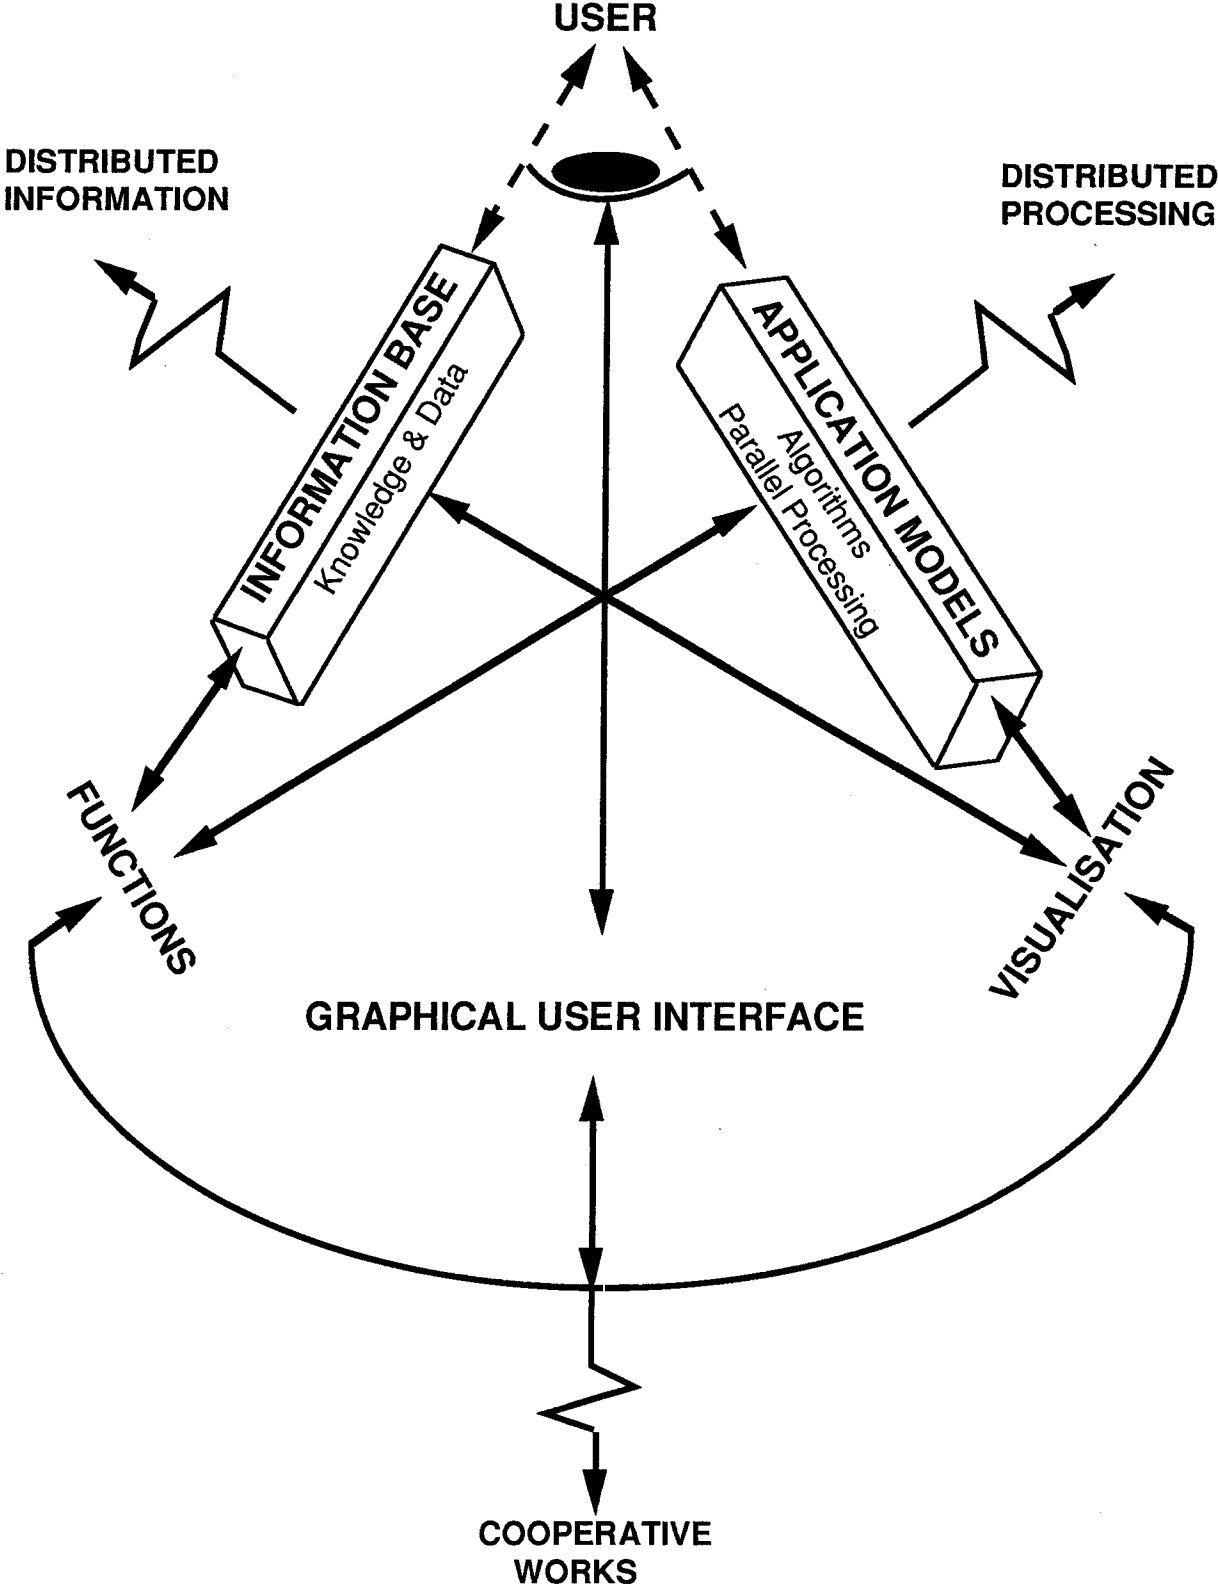 USER
DISTRIBUTED
INFORMATION
DISTRIBUTED
PROCESSING
INFORMATION BASE
Knowledge & Data
APPLICATION MODELS
Algorithms
Parallel Processing
FUNCTIONS
VISUALISATION
GRAPHICAL USER INTERFACE
COOPERATIVE
WORKS